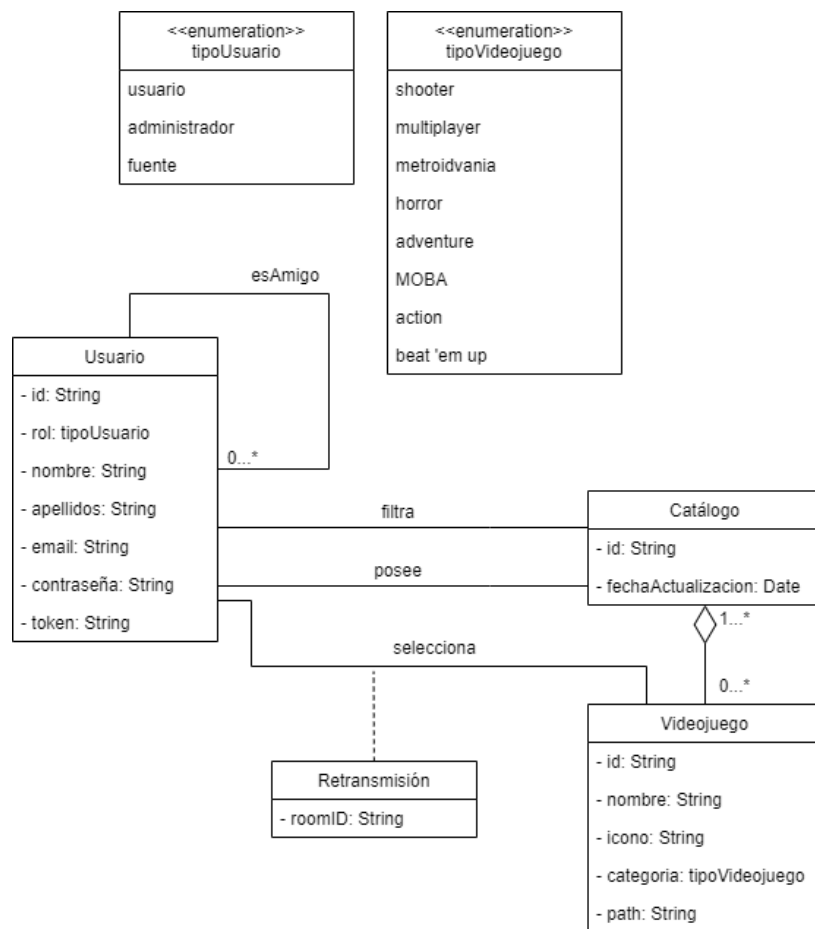 <<enumeration>>
tipoUsuario
usuario
administrador
fuente
<<enumeration>>
tipoVideojuego
shooter
multiplayer
metroidvania
horror
adventure
MOBA
action
beat 'em up
esAmigo
0...*
Usuario
- id: String
- rol: tipoUsuario
- nombre: String
- apellidos: String
- email: String
- contraseña: String
- token: String
filtra
posee
selecciona
Catálogo
- id: String
- fechaActualizacion: Date
1...*
0...*
Retransmisión
- roomID: String
Videojuego
- id: String
- nombre: String
- icono: String
- categoria: tipoVideojuego
- path: String